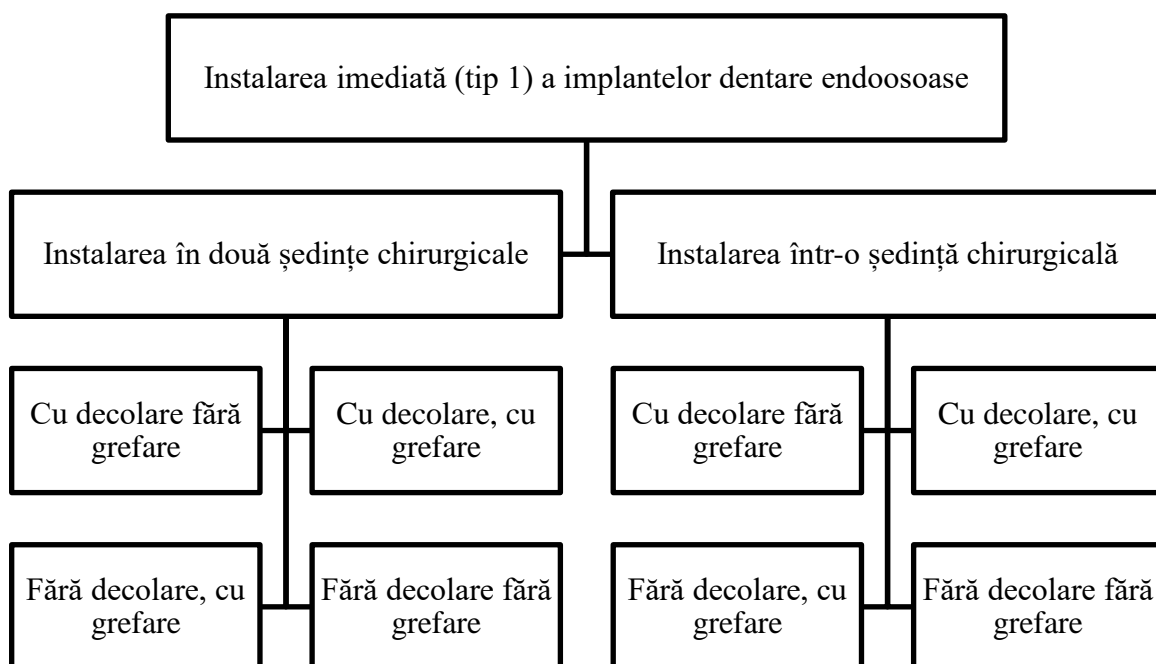 Instalarea imediată (tip 1) a implantelor dentare endoosoase
Instalarea în două ședințe chirurgicale
Instalarea într-o ședință chirurgicală
Cu decolare fără
grefare
Cu decolare, cu
grefare
Cu decolare fără
grefare
Cu decolare, cu
grefare
Fără decolare, cu
grefare
Fără decolare fără
grefare
Fără decolare, cu
grefare
Fără decolare fără
grefare